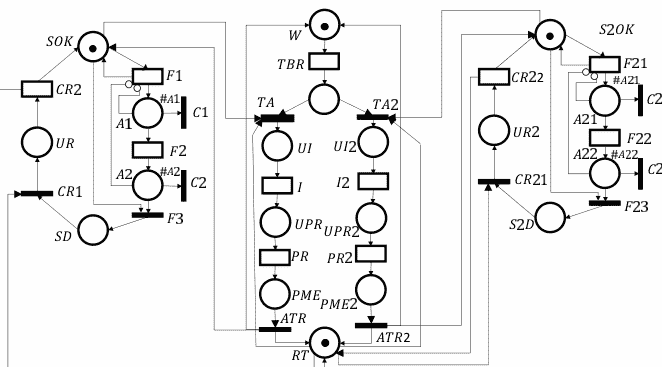 SOK
W
S2OK
F1
TBR
F21
CR2
CR22
#A1
#A21
C1
C2
A1
TA
TA2
A21
UR
F2
UI
UI2
UR2
F22
A2
#A2
A22
#A22
CR1
C2
I
I2
CR21
C2
F3
F23
SD
UPR
UPR2
S2D
PR
PR2
PME
PME2
ATR
ATR2
RT